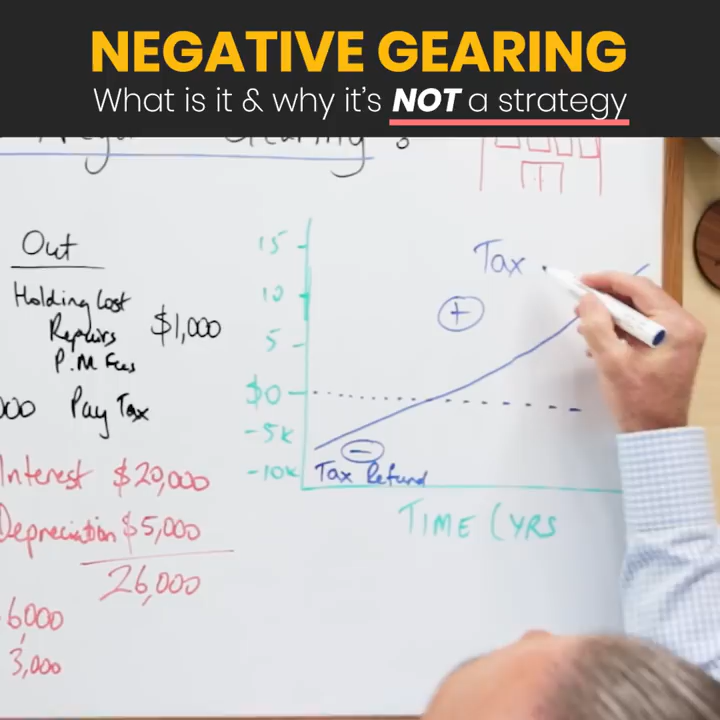 NEGATIVE GEARING
What is it & why it's NOT a strategy
Gearing ?
Out
Holding Cost
Repairs $1,000
P.M Fees
000 Pay Tax
Interest $20,000
Depreciation $5,000
26,000
6000
3,000
15
10
5
$0
-5K
-10K
Tax
+
−
Tax Refund
TIME (YRS